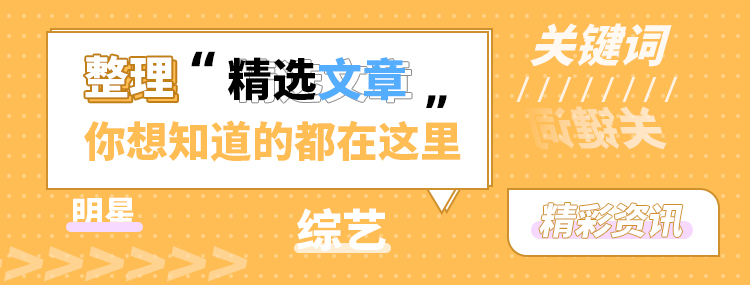 整理“精选文章”
你想知道的都在这里
关键词
关键词
明星
综艺
精彩资讯